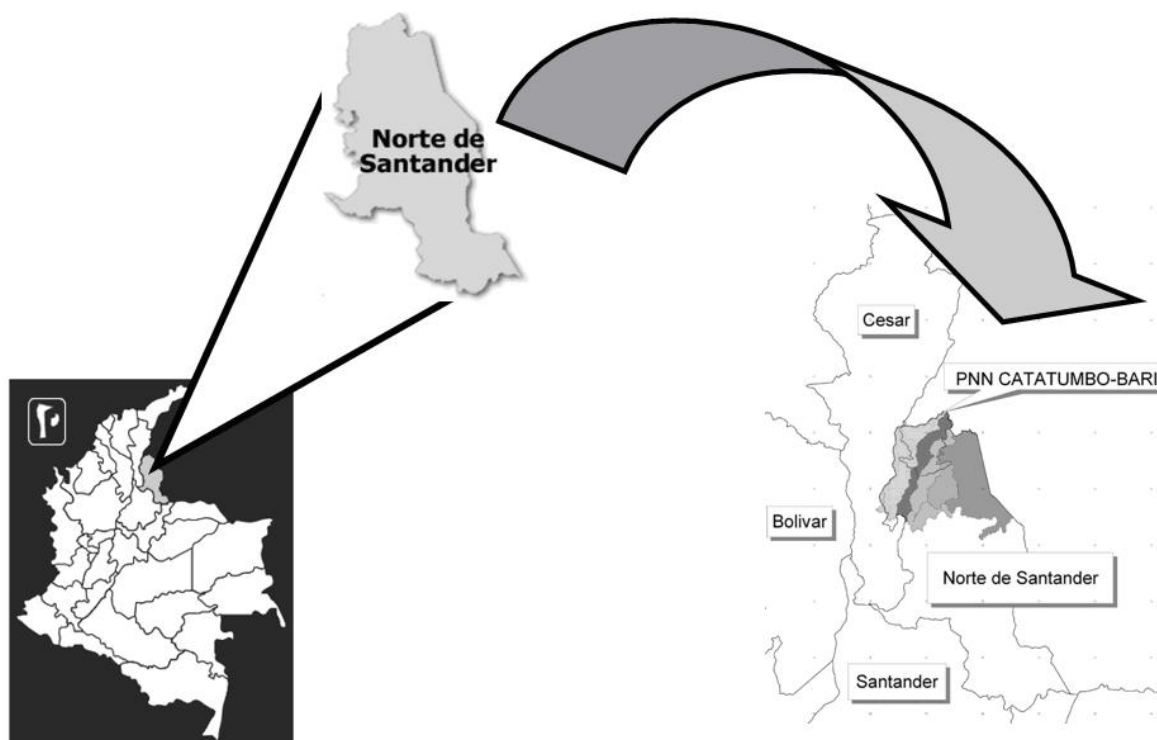 Norte de
Santander
Cesar
PNN CATATUMBO-BARI
Bolivar
Norte de Santander
Santander